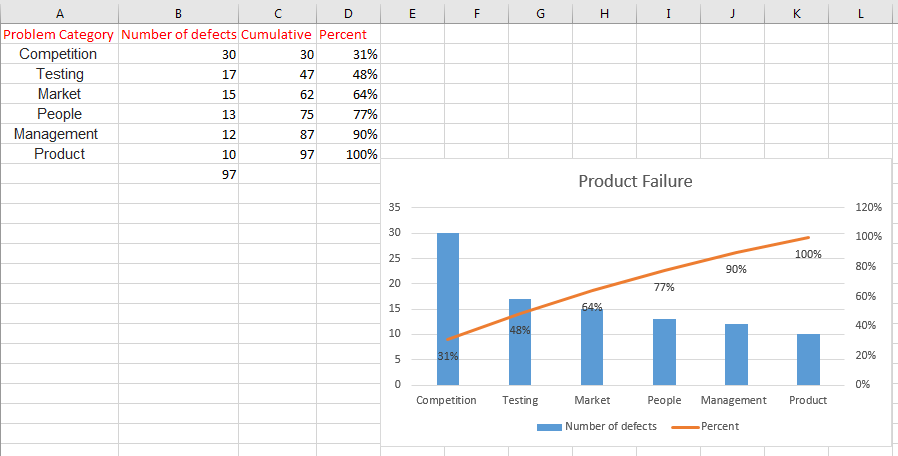 A B C D E F G H I J K L
Problem Category Number of defects Cumulative Percent
Competition 30 30 31%
Testing 17 47 48%
Market 15 62 64%
People 13 75 77%
Management 12 87 90%
Product 10 97 100%
97
Product Failure
35 120%
30 100%
25 80%
20 60%
15 40%
10 20%
5 0%
0
31% 48% 64% 77% 90% 100%
Competition Testing Market People Management Product
Number of defects Percent